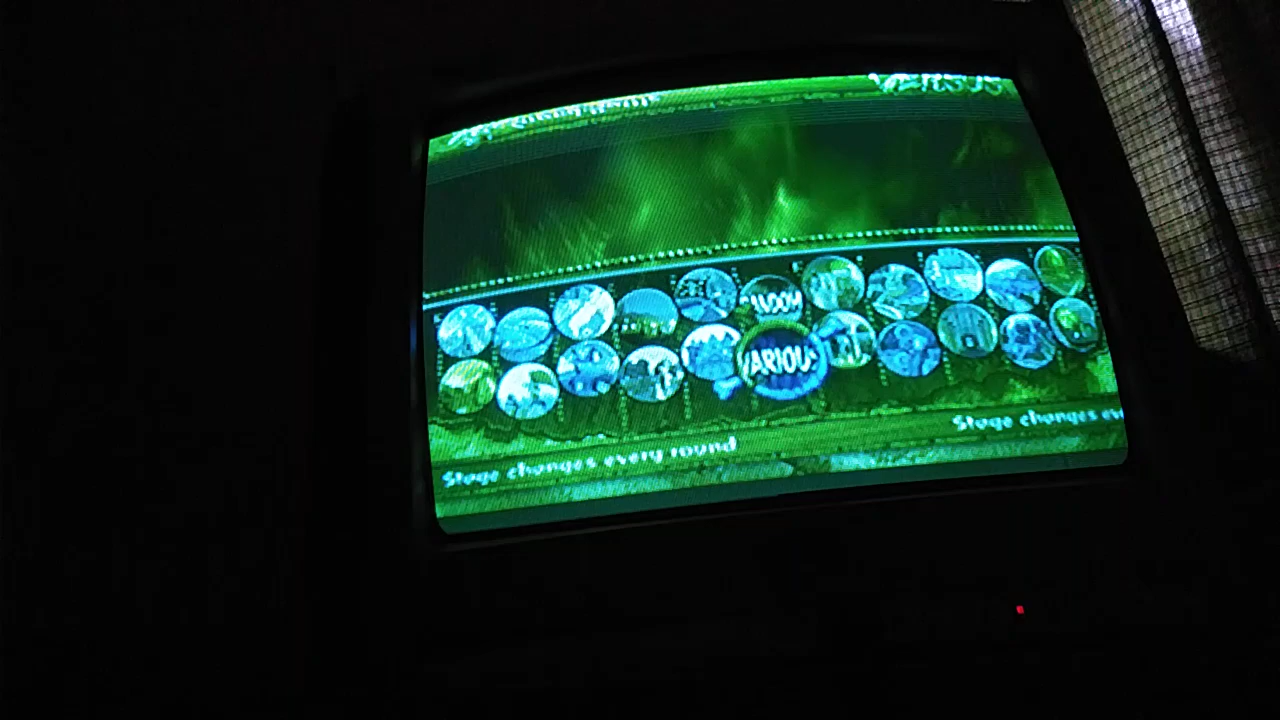 VERSUS
RANDOM
VARIOUS
Stage changes every round
Stage changes eve